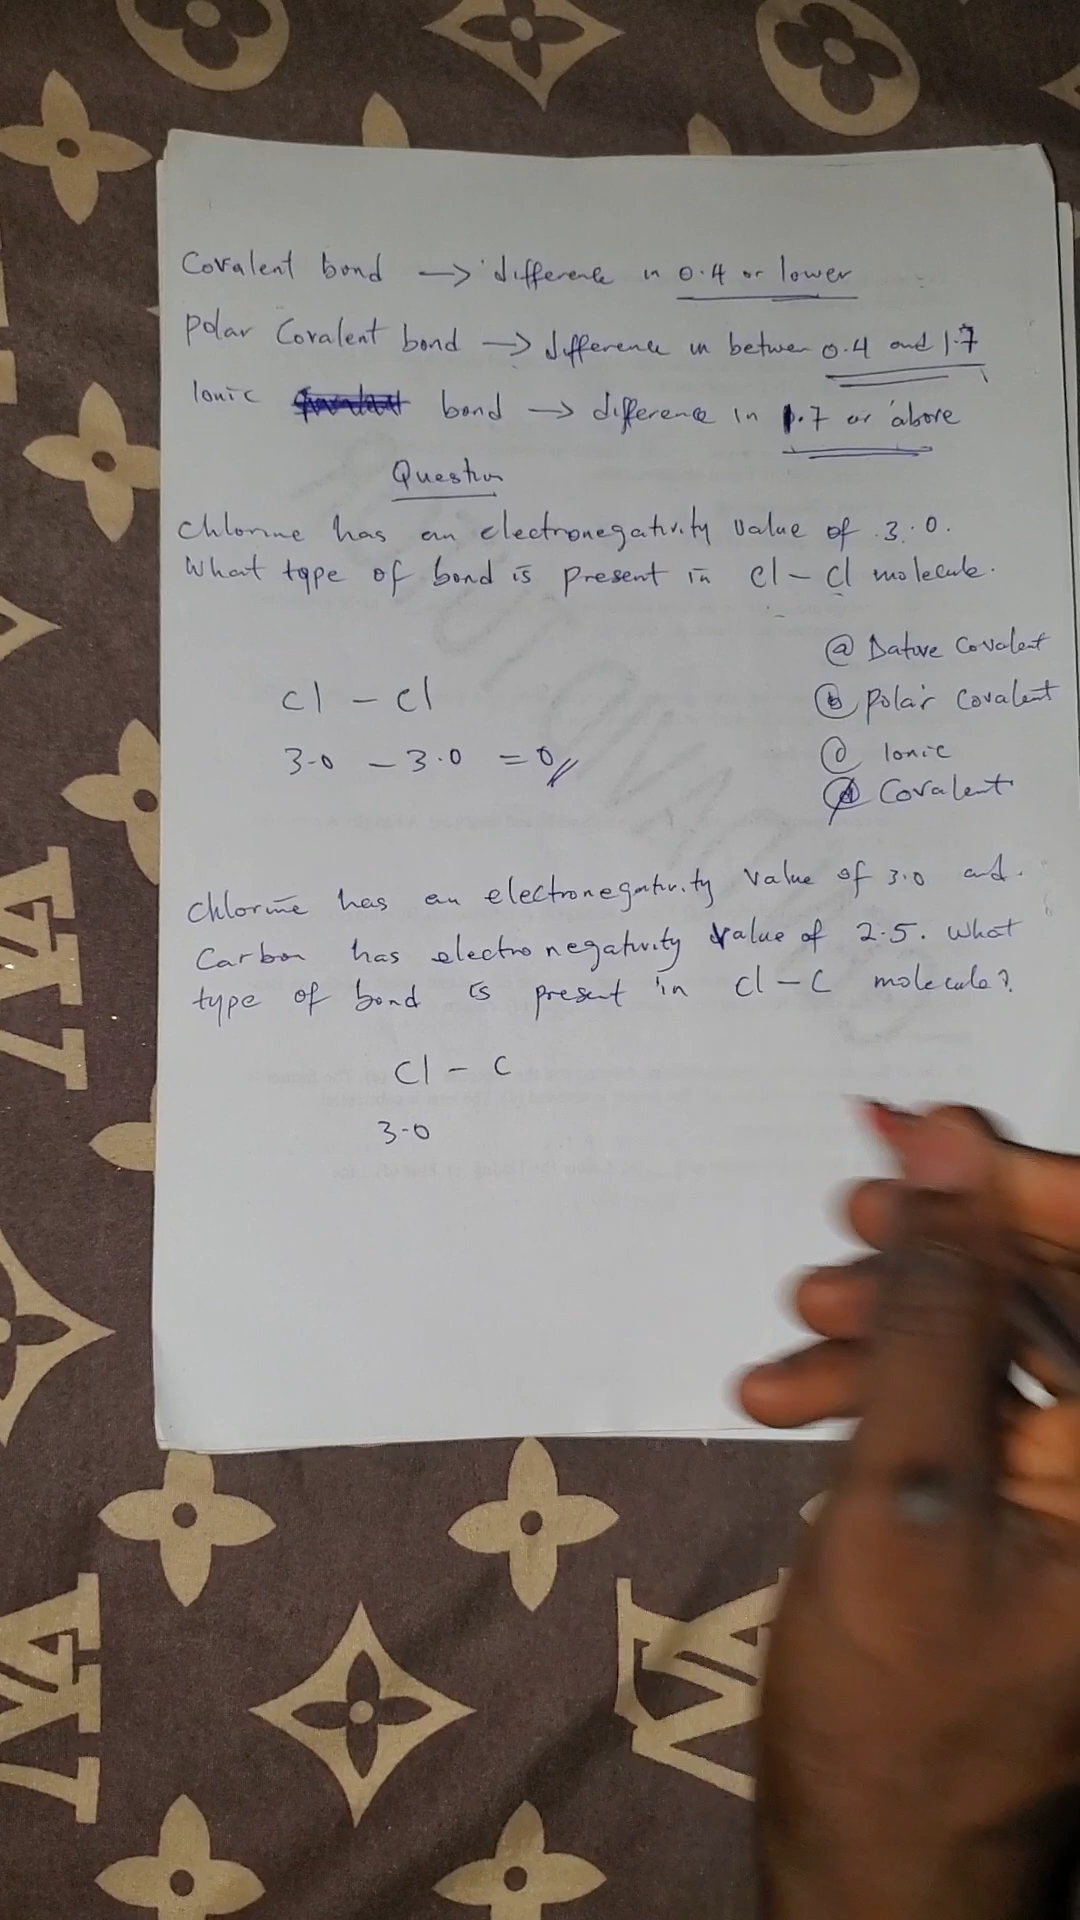 Covalent bond → difference in 0.4 or lower
Polar Covalent bond → difference in between 0.4 and 1.7
Ionic bond → difference in 1.7 or above
Question
Chlorine has an electronegativity value of 3.0.
What type of bond is present in Cl - Cl molecule.
ⓐ Dative Covalent
Cl - Cl
ⓑ Polar Covalent
3.0 - 3.0 = 0//
ⓒ Ionic
ⓓ Covalent
Chlorine has an electronegativity value of 3.0 and
Carbon has electronegativity value of 2.5. What
type of bond is present in Cl - C molecule?
Cl - C
3.0